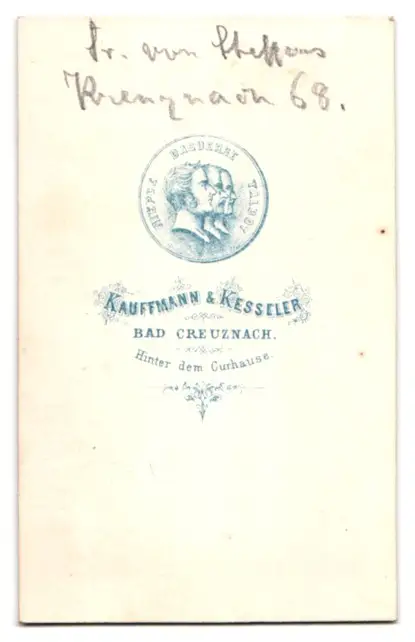 Fr. von Steffens
Kreuznach 68.
NIEPCE DAGUERRE TALBOT
KAUFFMANN & KESSELER
BAD CREUZNACH.
Hinter dem Curhause.